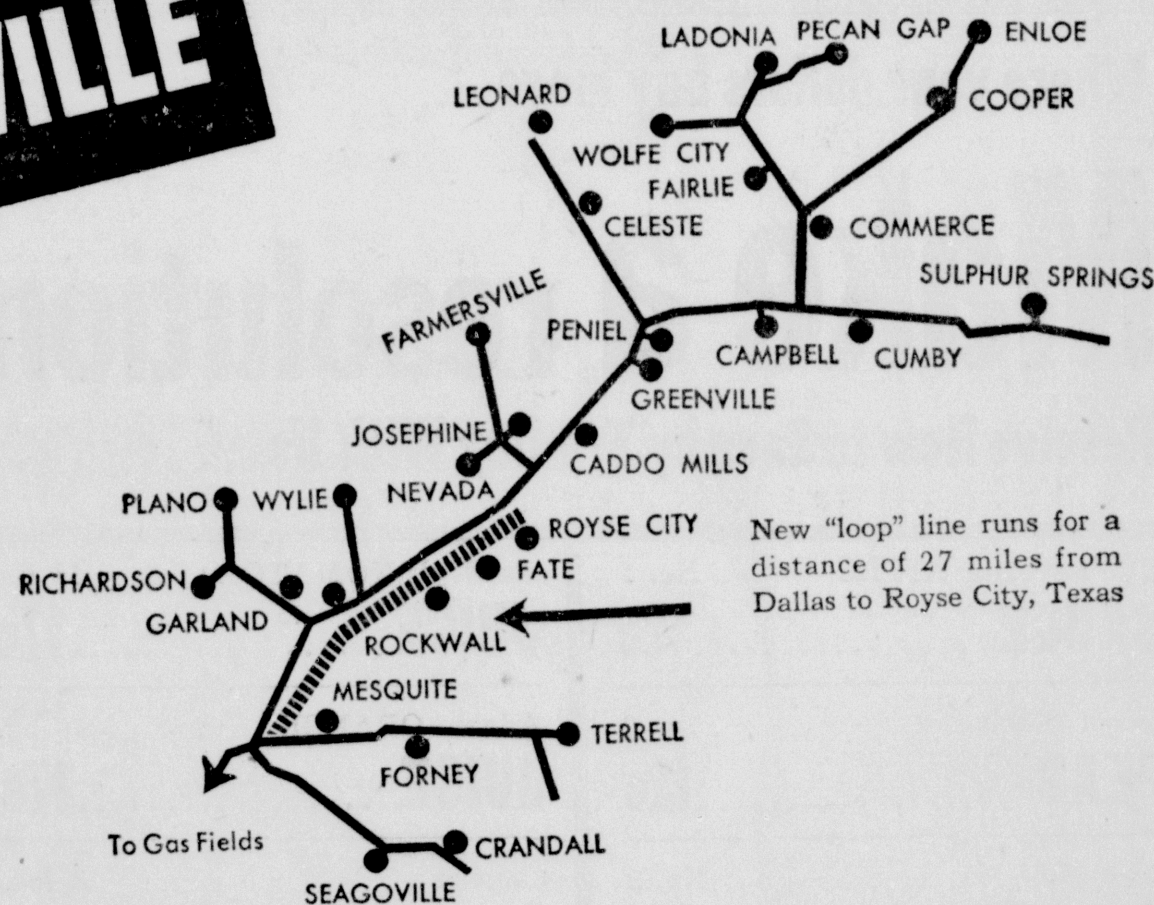 VILLE
LADONIA
PECAN GAP
ENLOE
LEONARD
COOPER
WOLFE CITY
FAIRLIE
CELESTE
COMMERCE
SULPHUR SPRINGS
FARMERSVILLE
PENIEL
CAMPBELL
CUMBY
GREENVILLE
JOSEPHINE
CADDO MILLS
PLANO
WYLIE
NEVADA
ROYSE CITY
FATE
RICHARDSON
GARLAND
ROCKWALL
New "loop" line runs for a
distance of 27 miles from
Dallas to Royse City, Texas
MESQUITE
TERRELL
FORNEY
To Gas Fields
CRANDALL
SEAGOVILLE